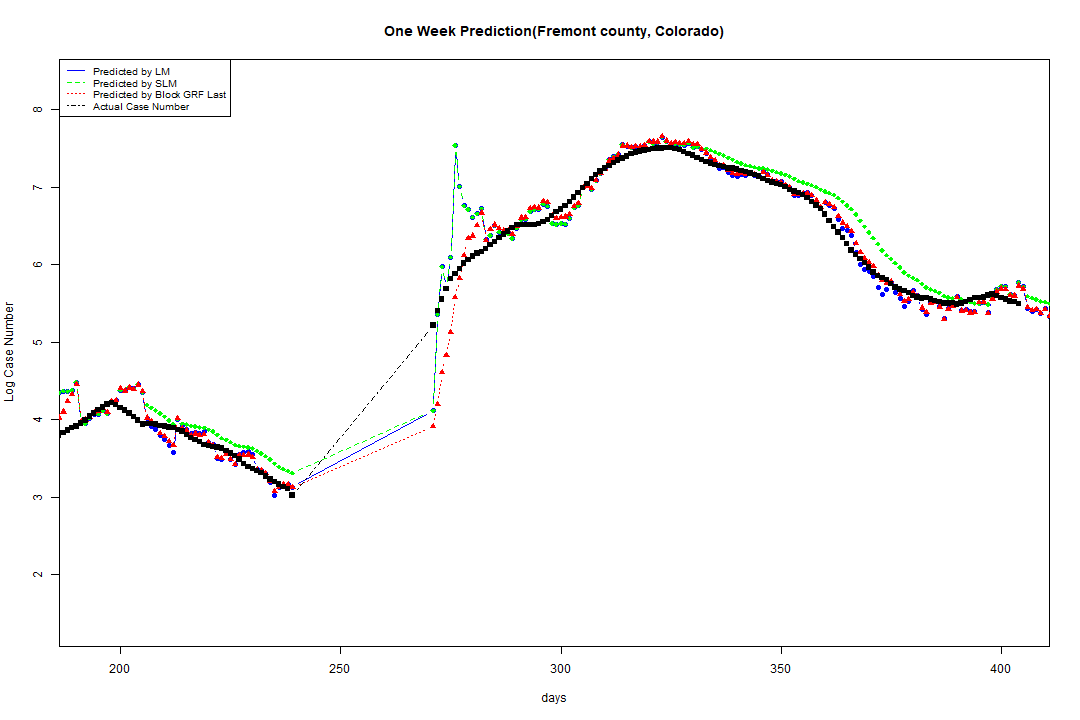 One Week Prediction(Fremont county, Colorado)
Predicted by LM
Predicted by SLM
Predicted by Block GRF Last
Actual Case Number
8
7
6
5
4
3
2
Log Case Number
200 250 300 350 400
days